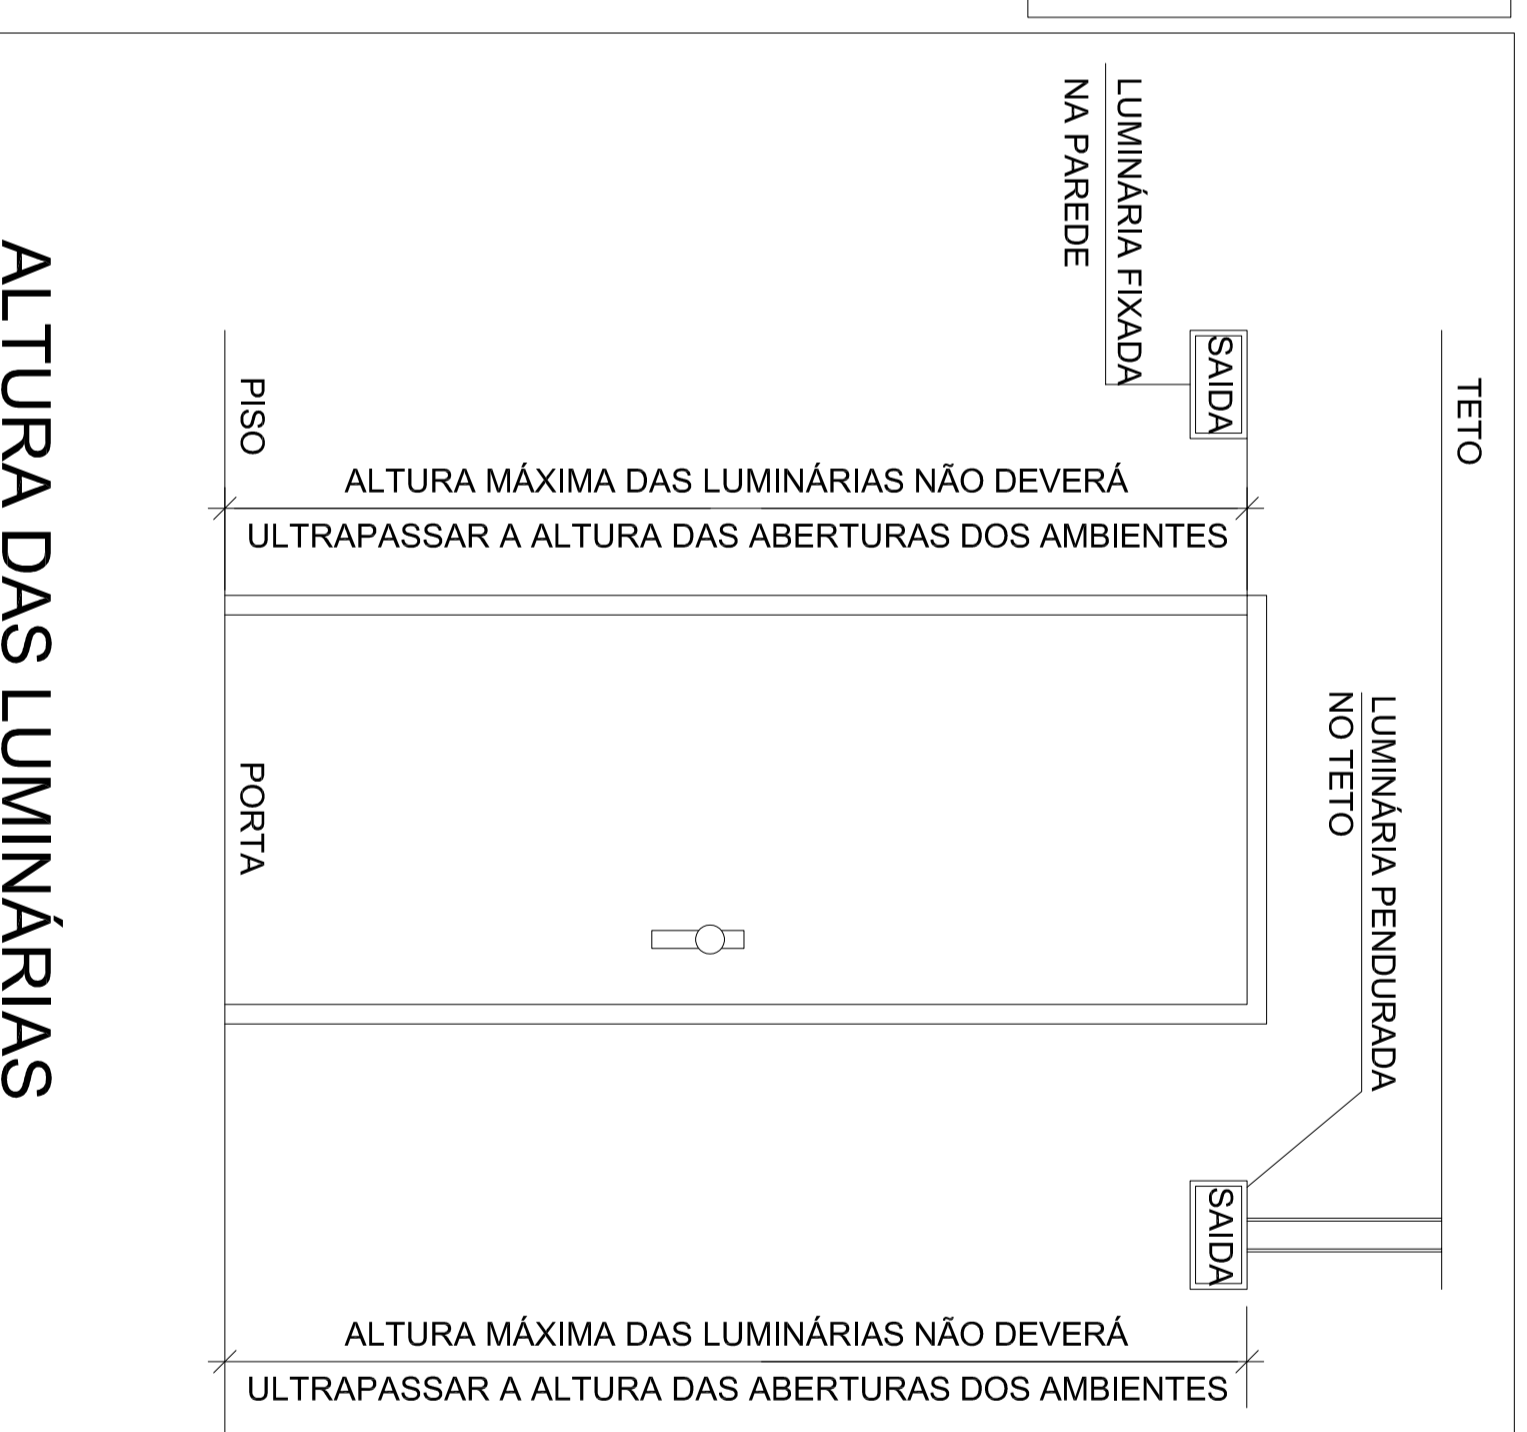 TETO
LUMINÁRIA FIXADA
NA PAREDE
SAIDA
LUMINÁRIA PENDURADA
NO TETO
SAIDA
ALTURA MÁXIMA DAS LUMINÁRIAS NÃO DEVERÁ
ULTRAPASSAR A ALTURA DAS ABERTURAS DOS AMBIENTES
ALTURA MÁXIMA DAS LUMINÁRIAS NÃO DEVERÁ
ULTRAPASSAR A ALTURA DAS ABERTURAS DOS AMBIENTES
PISO
PORTA
ALTURA DAS LUMINÁRIAS